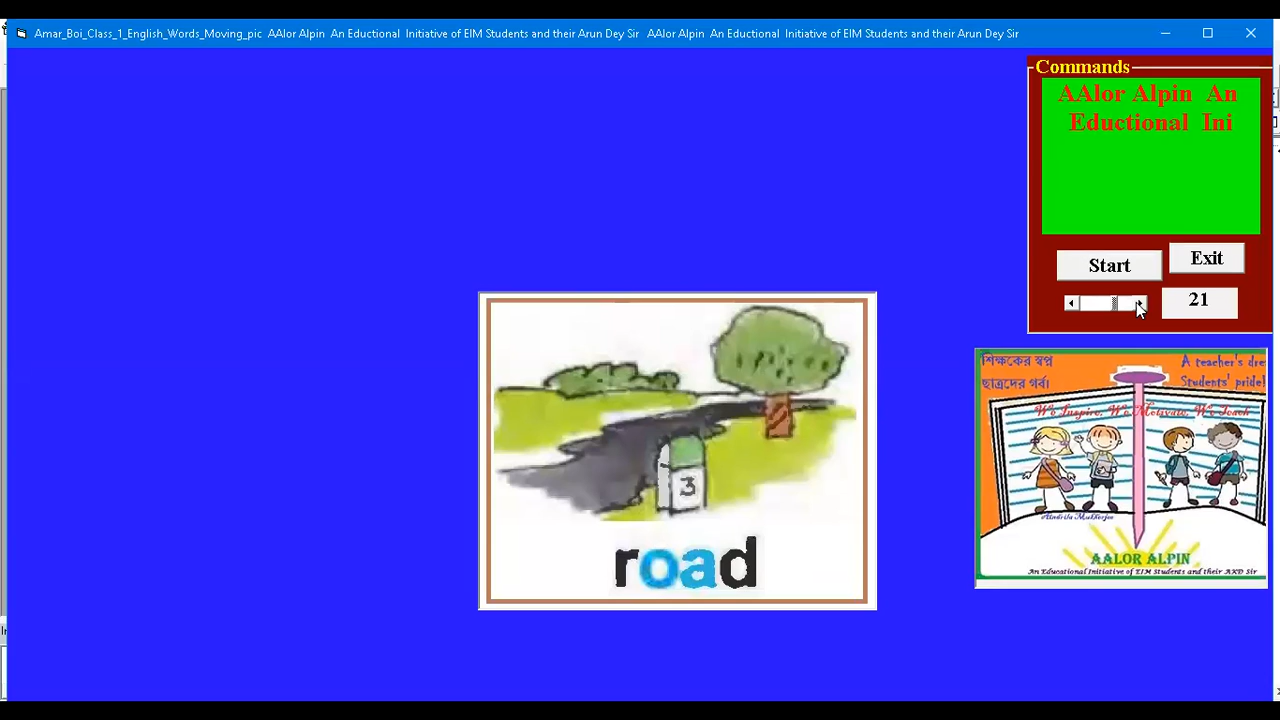 Amar_Boi_Class_1_English_Words_Moving_pic AAlor Alpin An Eductional Initiative of EIM Students and their Arun Dey Sir AAlor Alpin An Eductional Initiative of EIM Students and their Arun Dey Sir
Commands
AAlor Alpin An
Eductional Ini
Start
Exit
21
3
road
শিক্ষকের স্বপ্ন
ছাত্রদের গর্ব।
A teacher's dre
Students' pride!
We Inspire, We Motivate, We Teach
Aindrila Mukherjee
AALOR ALPIN
An Educational Initiative of EIM Students and their AKD Sir